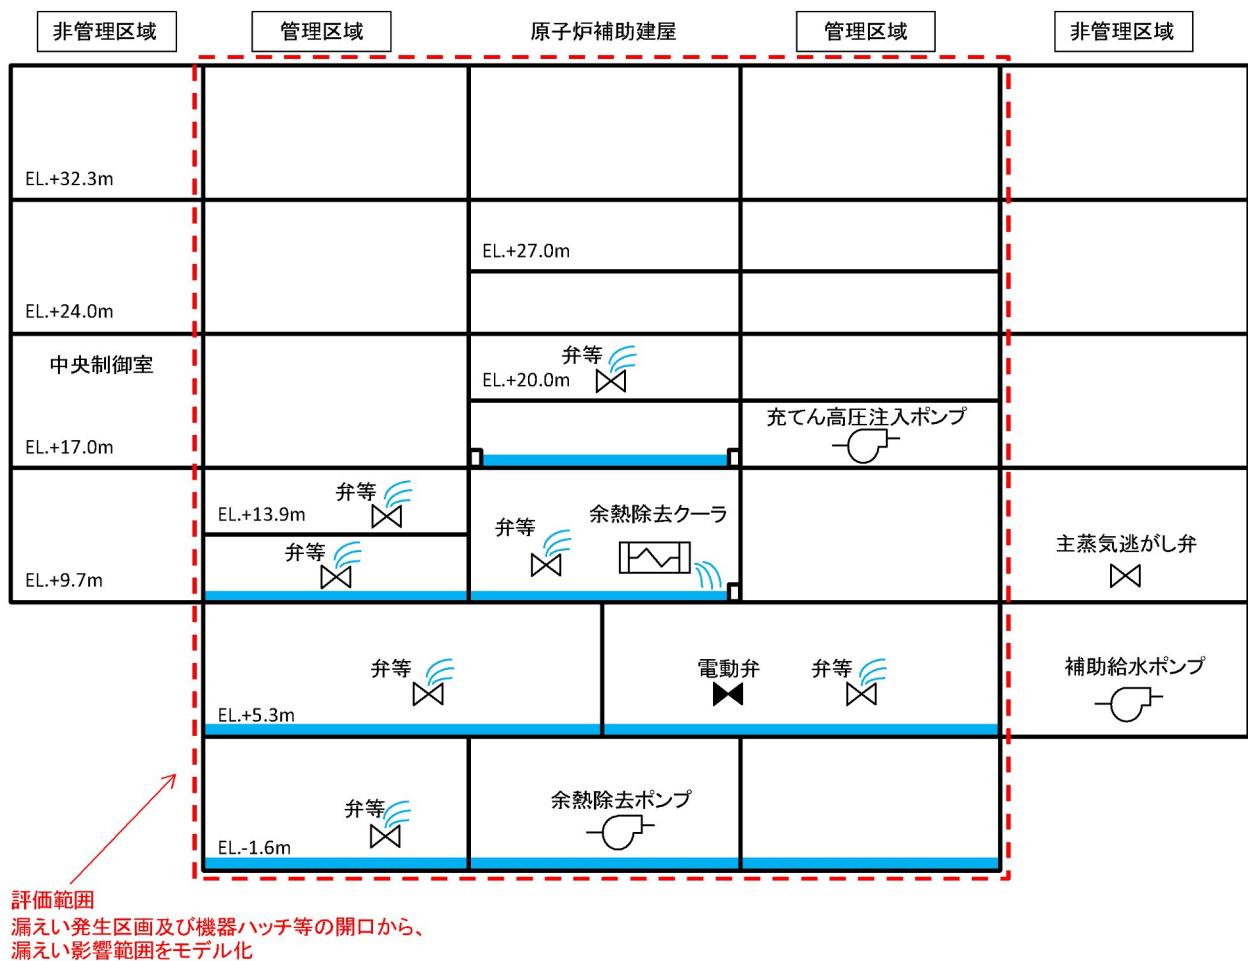 非管理区域
管理区域
原子炉補助建屋
管理区域
非管理区域
EL.+32.3m
EL.+27.0m
EL.+24.0m
中央制御室
弁等
EL.+20.0m
充てん高圧注入ポンプ
EL.+17.0m
弁等
EL.+13.9m
弁等
余熱除去クーラ
弁等
主蒸気逃がし弁
EL.+9.7m
弁等
電動弁
弁等
補助給水ポンプ
EL.+5.3m
弁等
余熱除去ポンプ
EL.-1.6m
評価範囲
漏えい発生区画及び機器ハッチ等の開口から、
漏えい影響範囲をモデル化